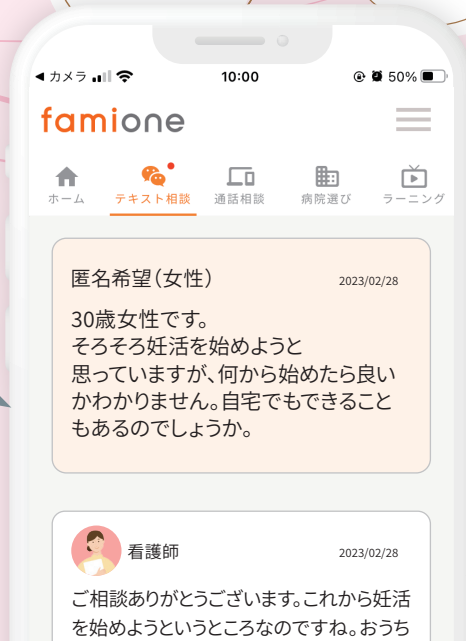 ◀カメラ 10:00 50%
famione
ホーム テキスト相談 通話相談 病院選び ラーニング
匿名希望(女性) 2023/02/28
30歳女性です。
そろそろ妊活を始めようと
思っていますが、何から始めたら良い
かわかりません。自宅でもできること
もあるのでしょうか。
看護師 2023/02/28
ご相談ありがとうございます。これから妊活
を始めようというところなのですね。おうち